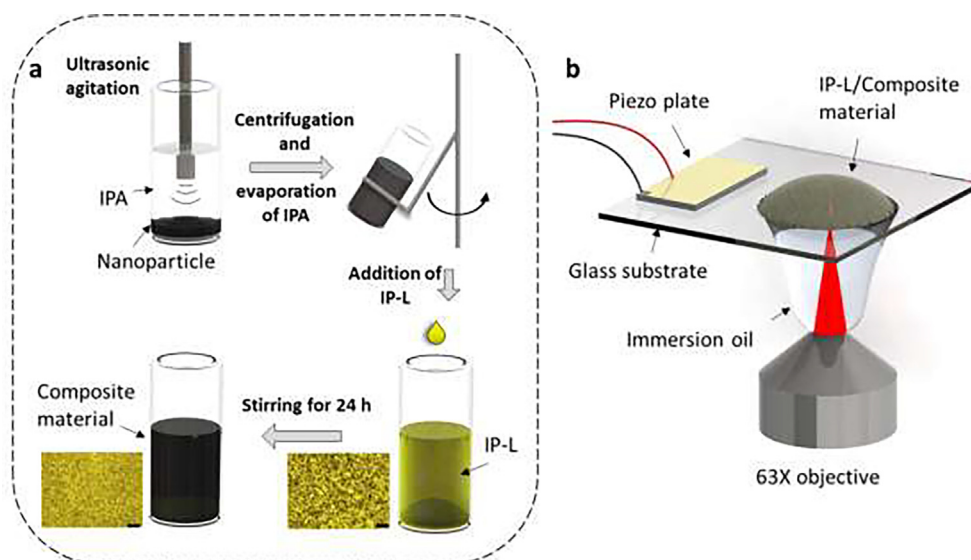 a
Ultrasonic
agitation
IPA
Nanoparticle
Centrifugation
and
evaporation
of IPA
Addition of
IP-L
Composite
material
Stirring for 24 h
IP-L
b
Piezo plate
IP-L/Composite
material
Glass substrate
Immersion oil
63X objective